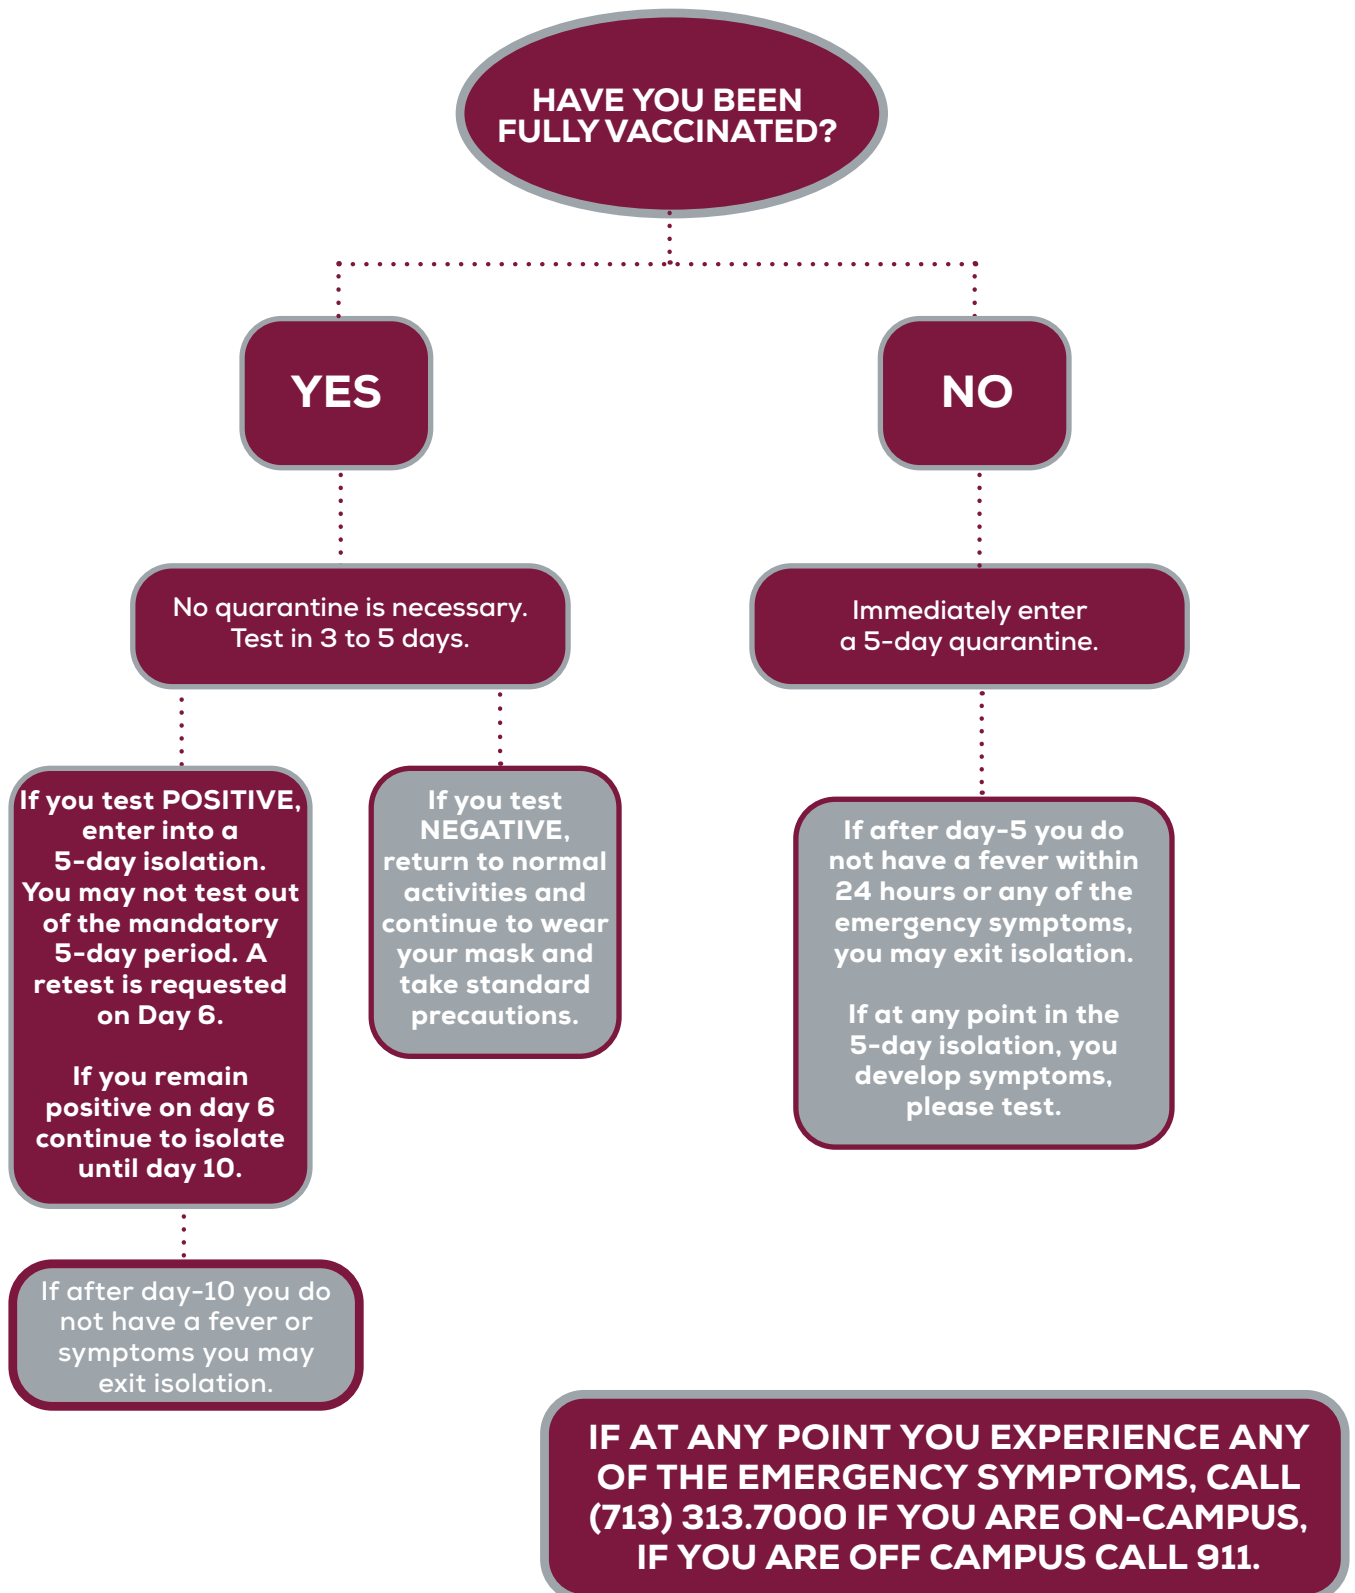 HAVE YOU BEEN
FULLY VACCINATED?
YES
NO
No quarantine is necessary.
Test in 3 to 5 days.
Immediately enter
a 5-day quarantine.
If you test POSITIVE,
enter into a
5-day isolation.
You may not test out
of the mandatory
5-day period. A
retest is requested
on Day 6.
If you remain
positive on day 6
continue to isolate
until day 10.
If you test
NEGATIVE,
return to normal
activities and
continue to wear
your mask and
take standard
precautions.
If after day-5 you do
not have a fever within
24 hours or any of the
emergency symptoms,
you may exit isolation.
If at any point in the
5-day isolation, you
develop symptoms,
please test.
If after day-10 you do
not have a fever or
symptoms you may
exit isolation.
IF AT ANY POINT YOU EXPERIENCE ANY
OF THE EMERGENCY SYMPTOMS, CALL
(713) 313.7000 IF YOU ARE ON-CAMPUS,
IF YOU ARE OFF CAMPUS CALL 911.